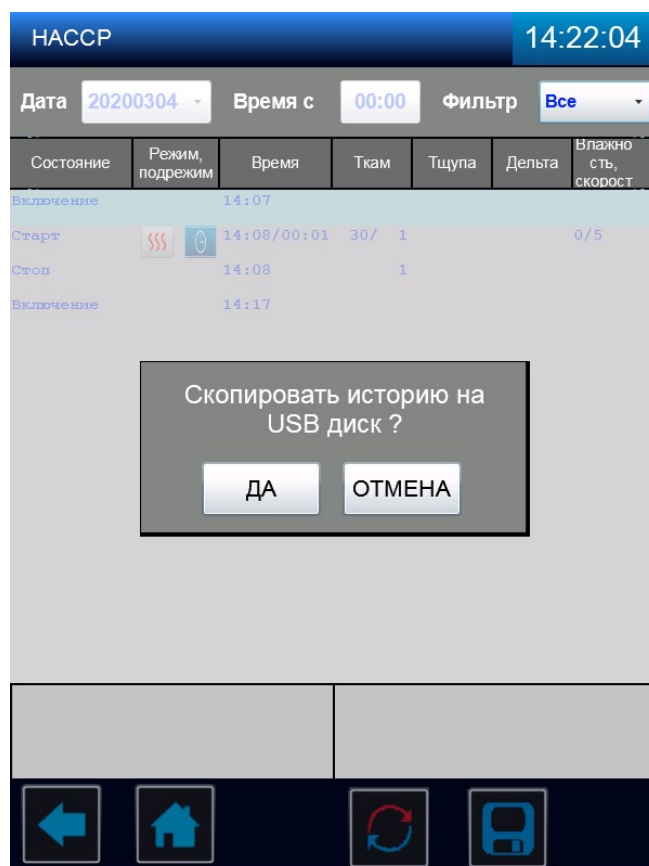 НАССР
14:22:04
Дата 20200304 Время с 00:00 Фильтр Все
Состояние Режим, подрежим Время Ткам Тщупа Дельта Влажно сть, скорост
Включение 14:07
Старт 14:08/00:01 30/ 1 0/5
Стоп 14:08 1
Включение 14:17
Скопировать историю на
USB диск ?
ДА ОТМЕНА